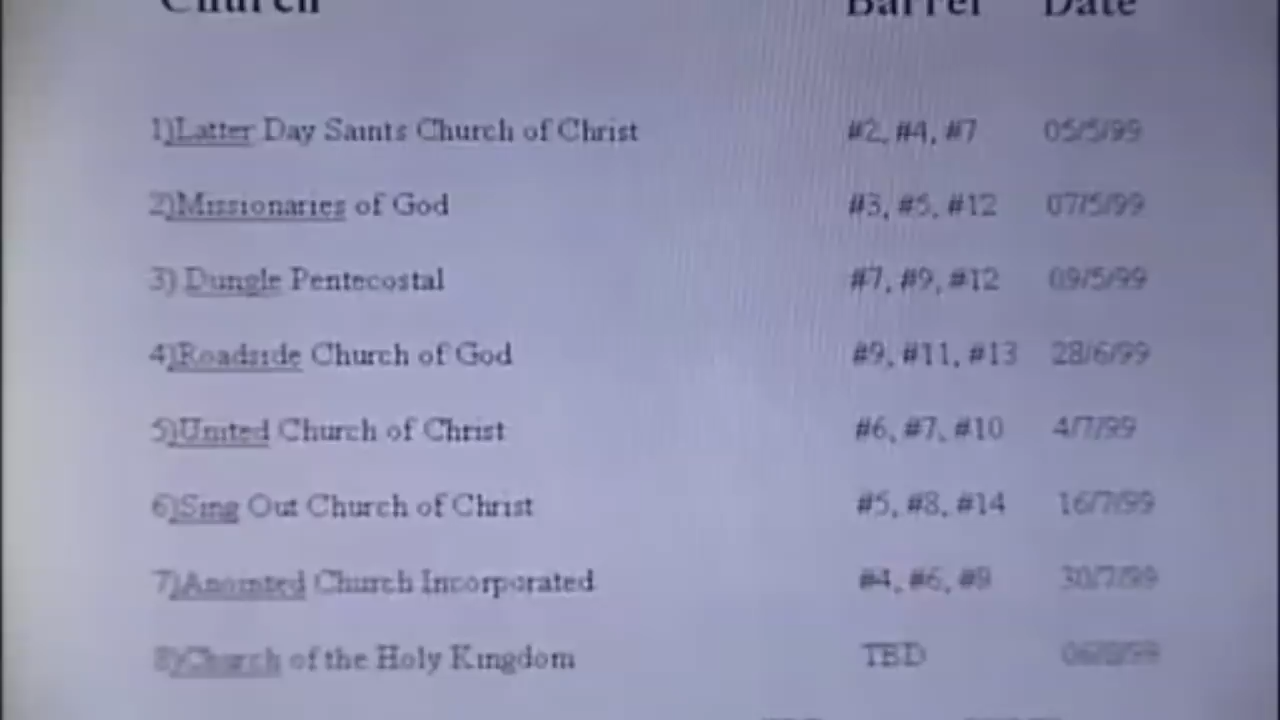 Church Barrel Date
1)Latter Day Saints Church of Christ #2, #4, #7 05/5/99
2)Missionaries of God #3, #5, #12 07/5/99
3) Dungle Pentecostal #7, #9, #12 09/5/99
4)Roadside Church of God #9, #11, #13 28/6/99
5)United Church of Christ #6, #7, #10 4/7/99
6)Sing Out Church of Christ #5, #8, #14 16/7/99
7)Anointed Church Incorporated #4, #6, #9 30/7/99
8)Church of the Holy Kingdom TBD